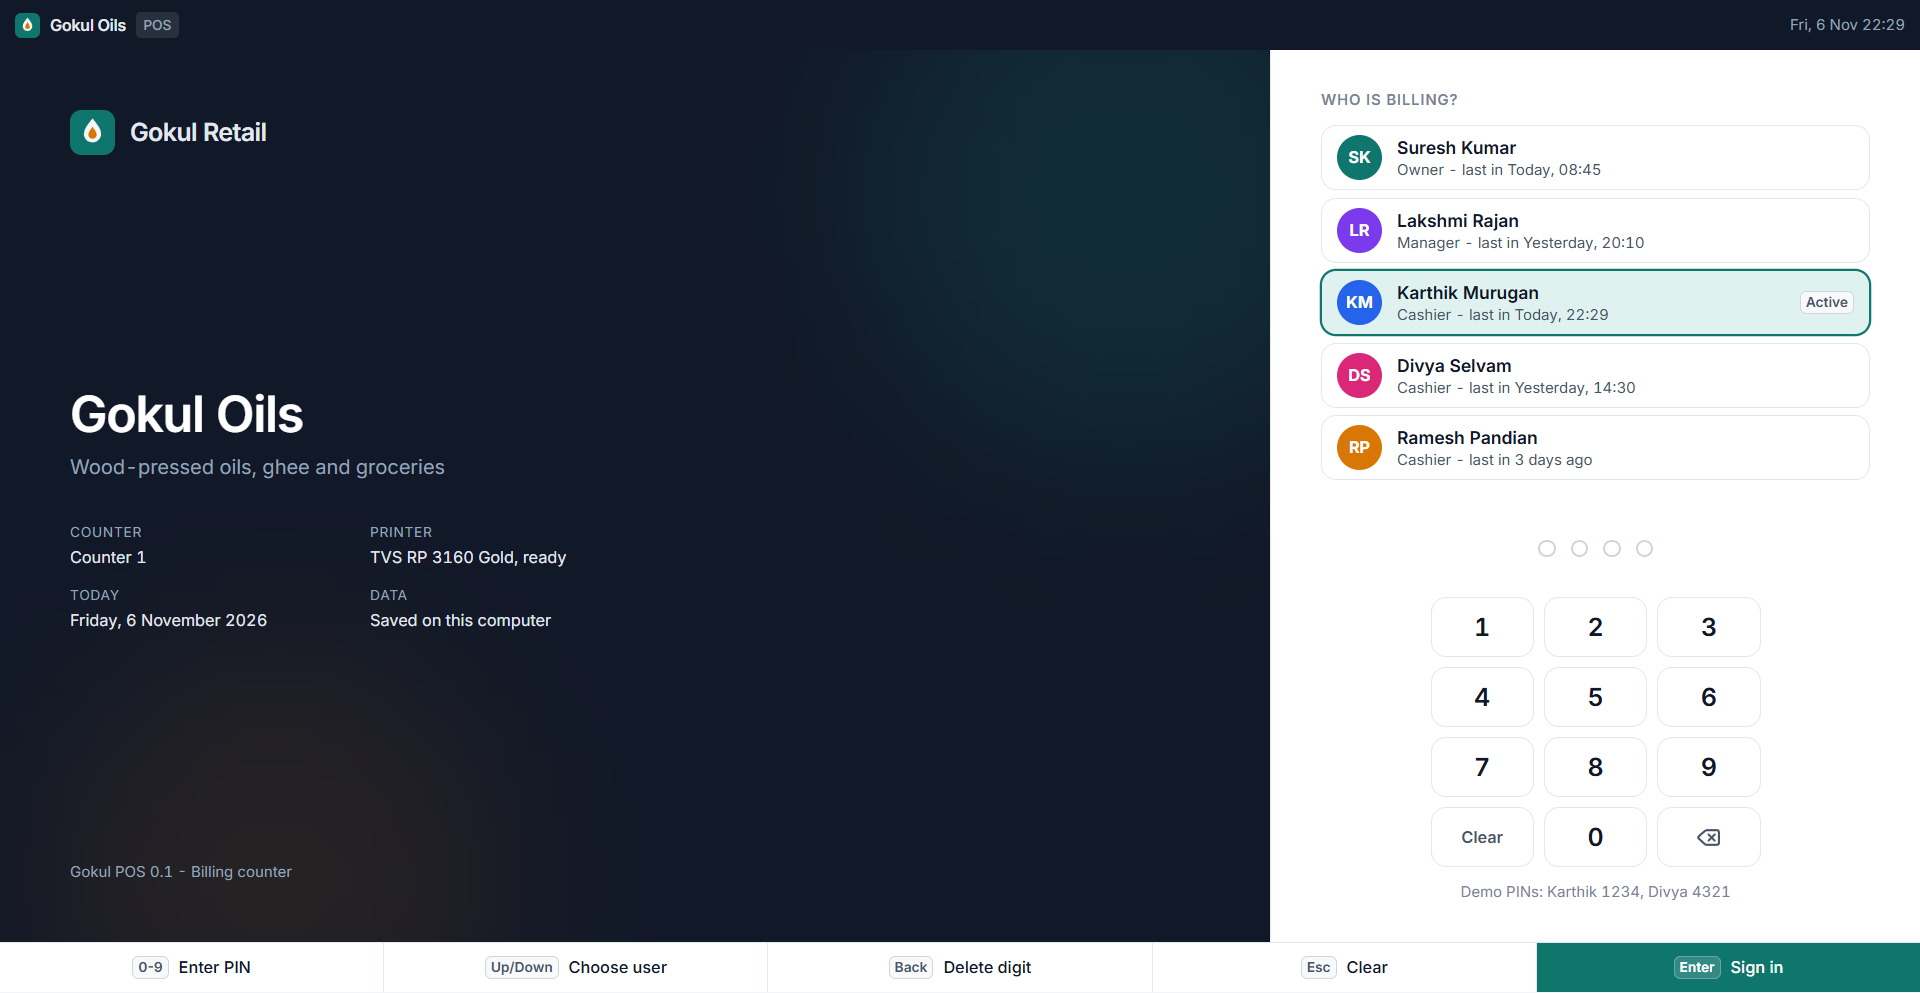 Gokul Oils POS
Fri, 6 Nov 22:29
Gokul Retail
Gokul Oils
Wood-pressed oils, ghee and groceries
COUNTER
Counter 1
PRINTER
TVS RP 3160 Gold, ready
TODAY
Friday, 6 November 2026
DATA
Saved on this computer
Gokul POS 0.1 - Billing counter
WHO IS BILLING?
SK
Suresh Kumar
Owner - last in Today, 08:45
LR
Lakshmi Rajan
Manager - last in Yesterday, 20:10
KM
Karthik Murugan
Cashier - last in Today, 22:29
Active
DS
Divya Selvam
Cashier - last in Yesterday, 14:30
RP
Ramesh Pandian
Cashier - last in 3 days ago
1 2 3
4 5 6
7 8 9
Clear 0
Demo PINs: Karthik 1234, Divya 4321
0-9 Enter PIN
Up/Down Choose user
Back Delete digit
Esc Clear
Enter Sign in